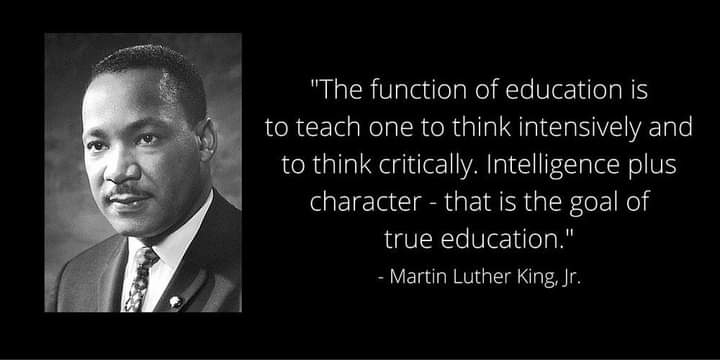 "The function of education is
to teach one to think intensively and
to think critically. Intelligence plus
character - that is the goal of
true education."
- Martin Luther King, Jr.